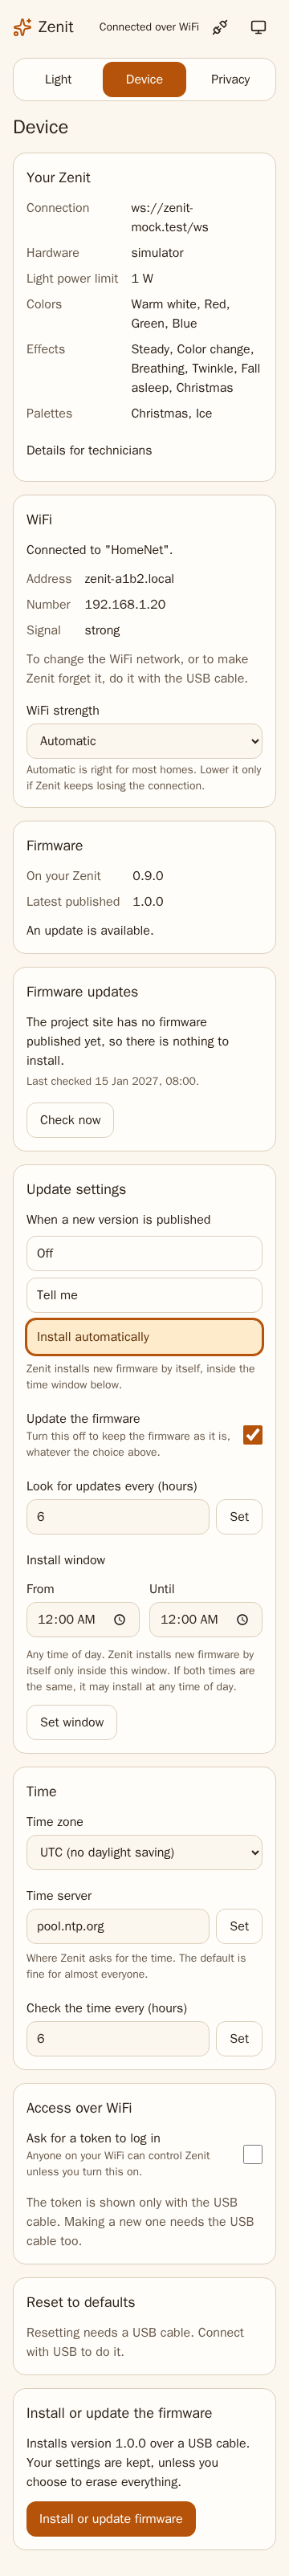 Zenit
Connected over WiFi
Light
Device
Privacy
Device
Your Zenit
Connection
ws://zenit-
mock.test/ws
Hardware
simulator
Light power limit
1 W
Colors
Warm white, Red,
Green, Blue
Effects
Steady, Color change,
Breathing, Twinkle, Fall
asleep, Christmas
Palettes
Christmas, Ice
Details for technicians
WiFi
Connected to "HomeNet".
Address
zenit-a1b2.local
Number
192.168.1.20
Signal
strong
To change the WiFi network, or to make
Zenit forget it, do it with the USB cable.
WiFi strength
Automatic
Automatic is right for most homes. Lower it only
if Zenit keeps losing the connection.
Firmware
On your Zenit
0.9.0
Latest published
1.0.0
An update is available.
Firmware updates
The project site has no firmware
published yet, so there is nothing to
install.
Last checked 15 Jan 2027, 08:00.
Check now
Update settings
When a new version is published
Off
Tell me
Install automatically
Zenit installs new firmware by itself, inside the
time window below.
Update the firmware
Turn this off to keep the firmware as it is,
whatever the choice above.
Look for updates every (hours)
6
Set
Install window
From
Until
12:00 AM
12:00 AM
Any time of day. Zenit installs new firmware by
itself only inside this window. If both times are
the same, it may install at any time of day.
Set window
Time
Time zone
UTC (no daylight saving)
Time server
pool.ntp.org
Set
Where Zenit asks for the time. The default is
fine for almost everyone.
Check the time every (hours)
6
Set
Access over WiFi
Ask for a token to log in
Anyone on your WiFi can control Zenit
unless you turn this on.
The token is shown only with the USB
cable. Making a new one needs the USB
cable too.
Reset to defaults
Resetting needs a USB cable. Connect
with USB to do it.
Install or update the firmware
Installs version 1.0.0 over a USB cable.
Your settings are kept, unless you
choose to erase everything.
Install or update firmware